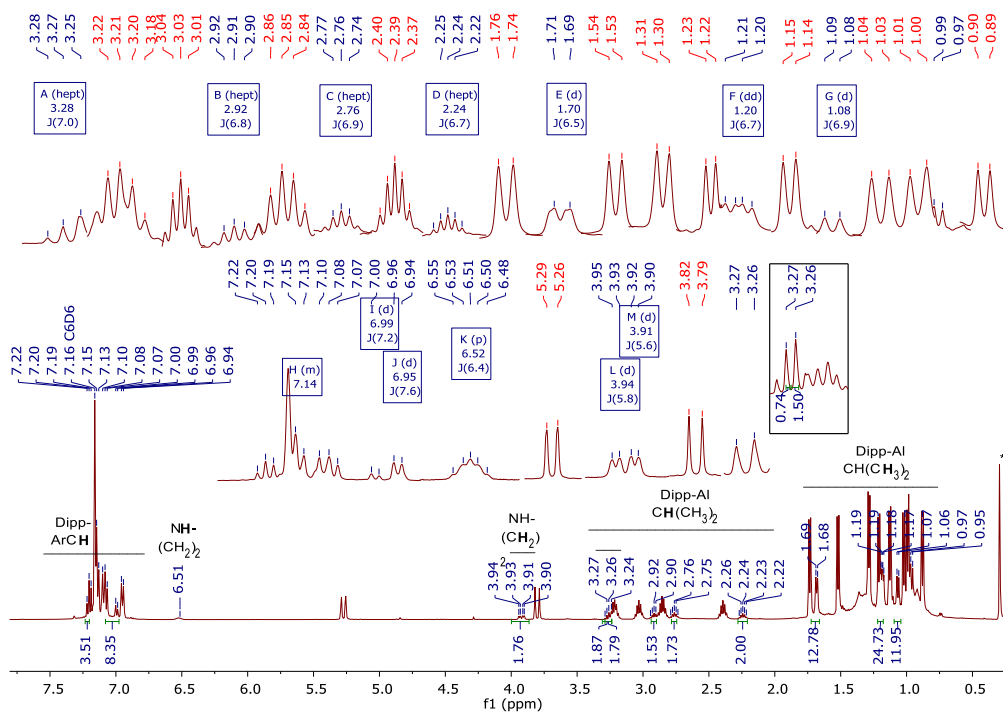 3.28 3.27 3.25 3.22 3.21 3.20 3.18 3.04 3.03 3.01 2.92 2.91 2.90 2.86 2.85 2.84 2.77 2.76 2.74 2.40 2.39 2.37 2.25 2.24 2.22 1.76 1.74 1.71 1.69 1.54 1.53 1.31 1.30 1.23 1.22 1.21 1.20 1.15 1.14 1.09 1.08 1.04 1.03 1.01 1.00 0.99 0.97 0.90 0.89
A (hept)
3.28
J(7.0)
B (hept)
2.92
J(6.8)
C (hept)
2.76
J(6.9)
D (hept)
2.24
J(6.7)
E (d)
1.70
J(6.5)
F (dd)
1.20
J(6.7)
G (d)
1.08
J(6.9)
7.22 7.20 7.19 7.15 7.13 7.10 7.08 7.07 7.00 6.96 6.94 6.55 6.53 6.51 6.50 6.48 5.29 5.26 3.95 3.93 3.92 3.90 3.82 3.79 3.27 3.26
3.27 3.26
0.74 1.50
H (m)
7.14
I (d)
6.99
J(7.2)
J (d)
6.95
J(7.6)
K (p)
6.52
J(6.4)
L (d)
3.94
J(5.8)
M (d)
3.91
J(5.6)
7.22 7.20 7.19 7.16 C6D6 7.15 7.13 7.10 7.08 7.07 7.00 6.99 6.96 6.94
Dipp-
ArCH
NH-
(CH2)2
6.51
NH-
(CH2)
2
3.94 3.93 3.91 3.90
Dipp-Al
CH(CH3)2
3.27 3.26 3.24 2.92 2.90 2.76 2.75 2.26 2.24 2.23 2.22
Dipp-Al
CH(CH3)2
1.69 1.68 1.19 1.19 1.18 1.17 1.07 1.06 0.97 0.95
*
3.51 8.35 1.76 1.87 1.79 1.53 1.73 2.00 12.78 24.73 11.95
7.5 7.0 6.5 6.0 5.5 5.0 4.5 4.0 3.5 3.0 2.5 2.0 1.5 1.0 0.5
f1 (ppm)